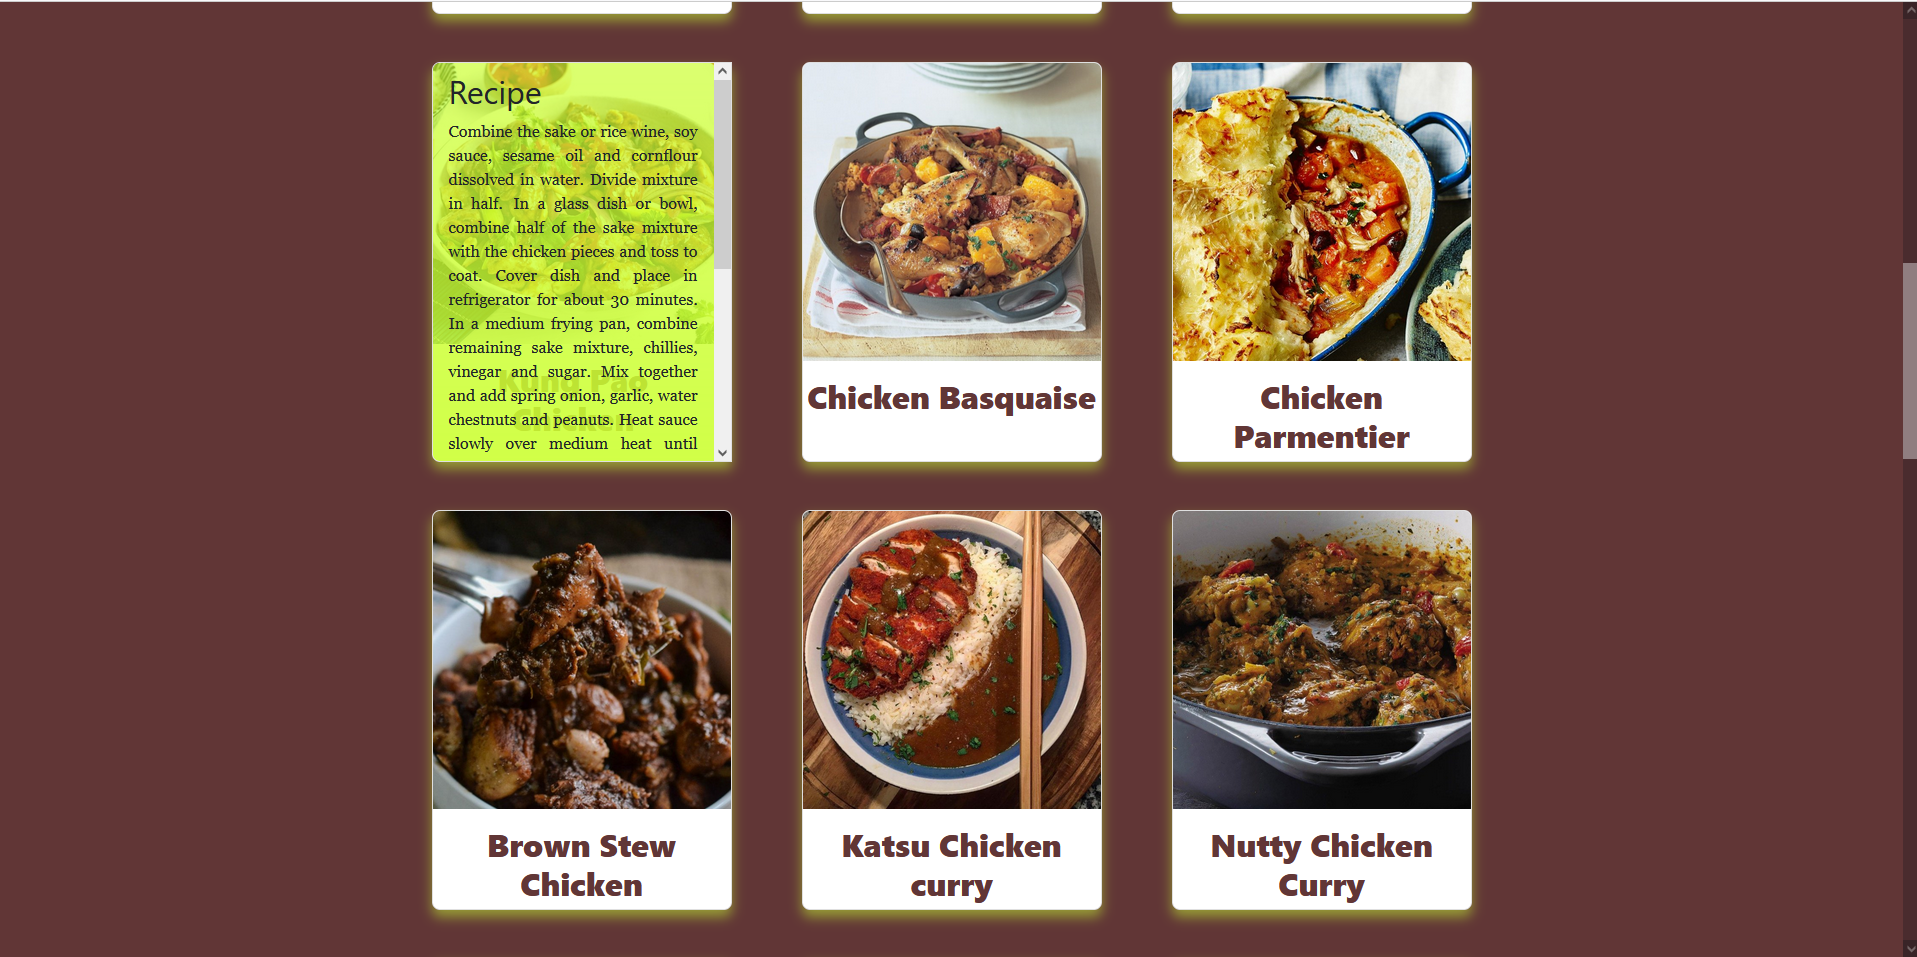 Recipe
Combine the sake or rice wine, soy
sauce, sesame oil and cornflour
dissolved in water. Divide mixture
in half. In a glass dish or bowl,
combine half of the sake mixture
with the chicken pieces and toss to
coat. Cover dish and place in
refrigerator for about 30 minutes.
In a medium frying pan, combine
remaining sake mixture, chillies,
vinegar and sugar. Mix together
and add spring onion, garlic, water
chestnuts and peanuts. Heat sauce
slowly over medium heat until
Kung Pao
Chicken
Chicken Basquaise
Chicken
Parmentier
Brown Stew
Chicken
Katsu Chicken
curry
Nutty Chicken
Curry